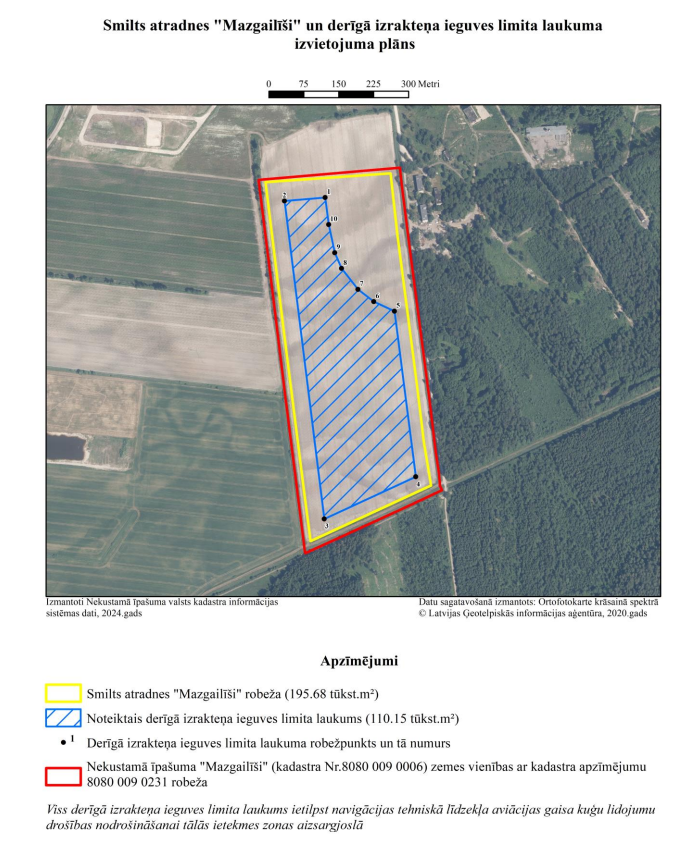 Smilts atradnes "Mazgailīši" un derīgā izrakteņa ieguves limita laukuma
izvietojuma plāns
0 75 150 225 300 Metri
2 1
10
9
8
7
6
5
4
3
Izmantoti Nekustamā īpašuma valsts kadastra informācijas
sistēmas dati, 2024.gads
Datu sagatavošanā izmantots: Ortofotokarte krāsainā spektrā
© Latvijas Ģeotelpiskās informācijas aģentūra, 2020.gads
Apzīmējumi
Smilts atradnes "Mazgailīši" robeža (195.68 tūkst.m²)
Noteiktais derīgā izrakteņa ieguves limita laukums (110.15 tūkst.m²)
1 Derīgā izrakteņa ieguves limita laukuma robežpunkts un tā numurs
Nekustamā īpašuma "Mazgailīši" (kadastra Nr.8080 009 0006) zemes vienības ar kadastra apzīmējumu
8080 009 0231 robeža
Viss derīgā izrakteņa ieguves limita laukums ietilpst navigācijas tehniskā līdzekļa aviācijas gaisa kuģu lidojumu
drošības nodrošināšanai tālās ietekmes zonas aizsargjoslā